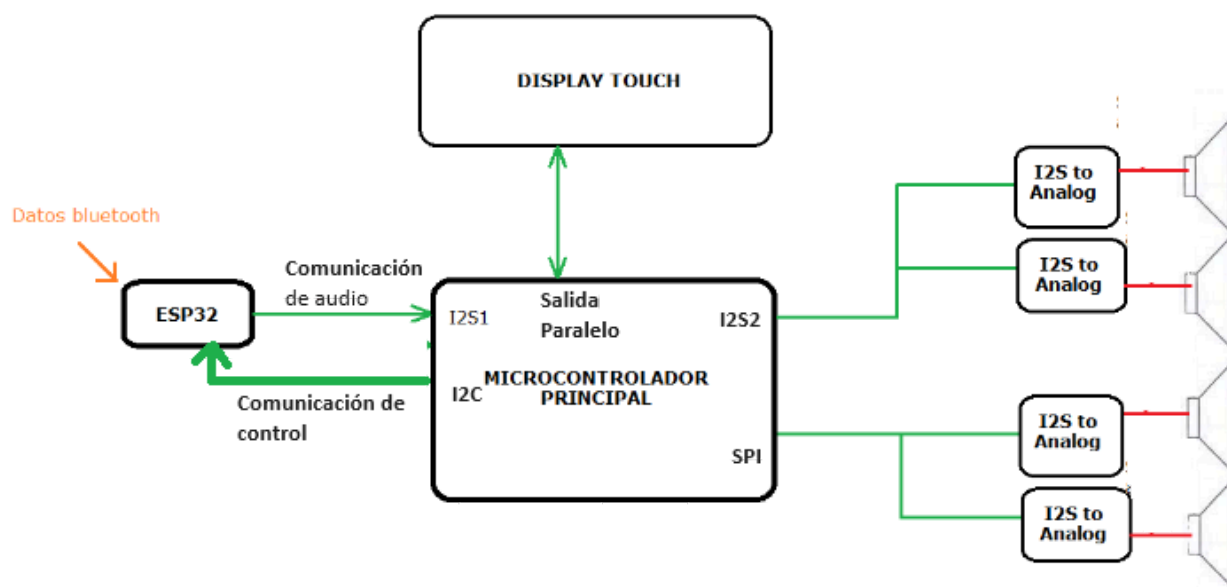 DISPLAY TOUCH
Datos bluetooth
ESP32
Comunicación
de audio
Comunicación de
control
I2S1
Salida
Paralelo
I2S2
I2C
MICROCONTROLADOR
PRINCIPAL
SPI
I2S to
Analog
I2S to
Analog
I2S to
Analog
I2S to
Analog